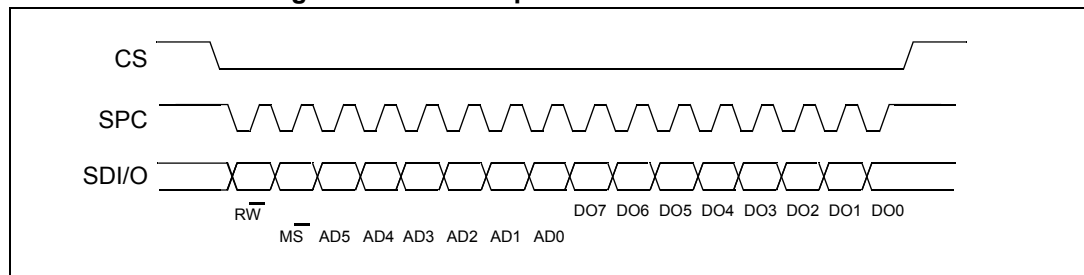 CS
SPC
SDI/O
RW̅ DO7 DO6 DO5 DO4 DO3 DO2 DO1 DO0
MS̅ AD5 AD4 AD3 AD2 AD1 AD0